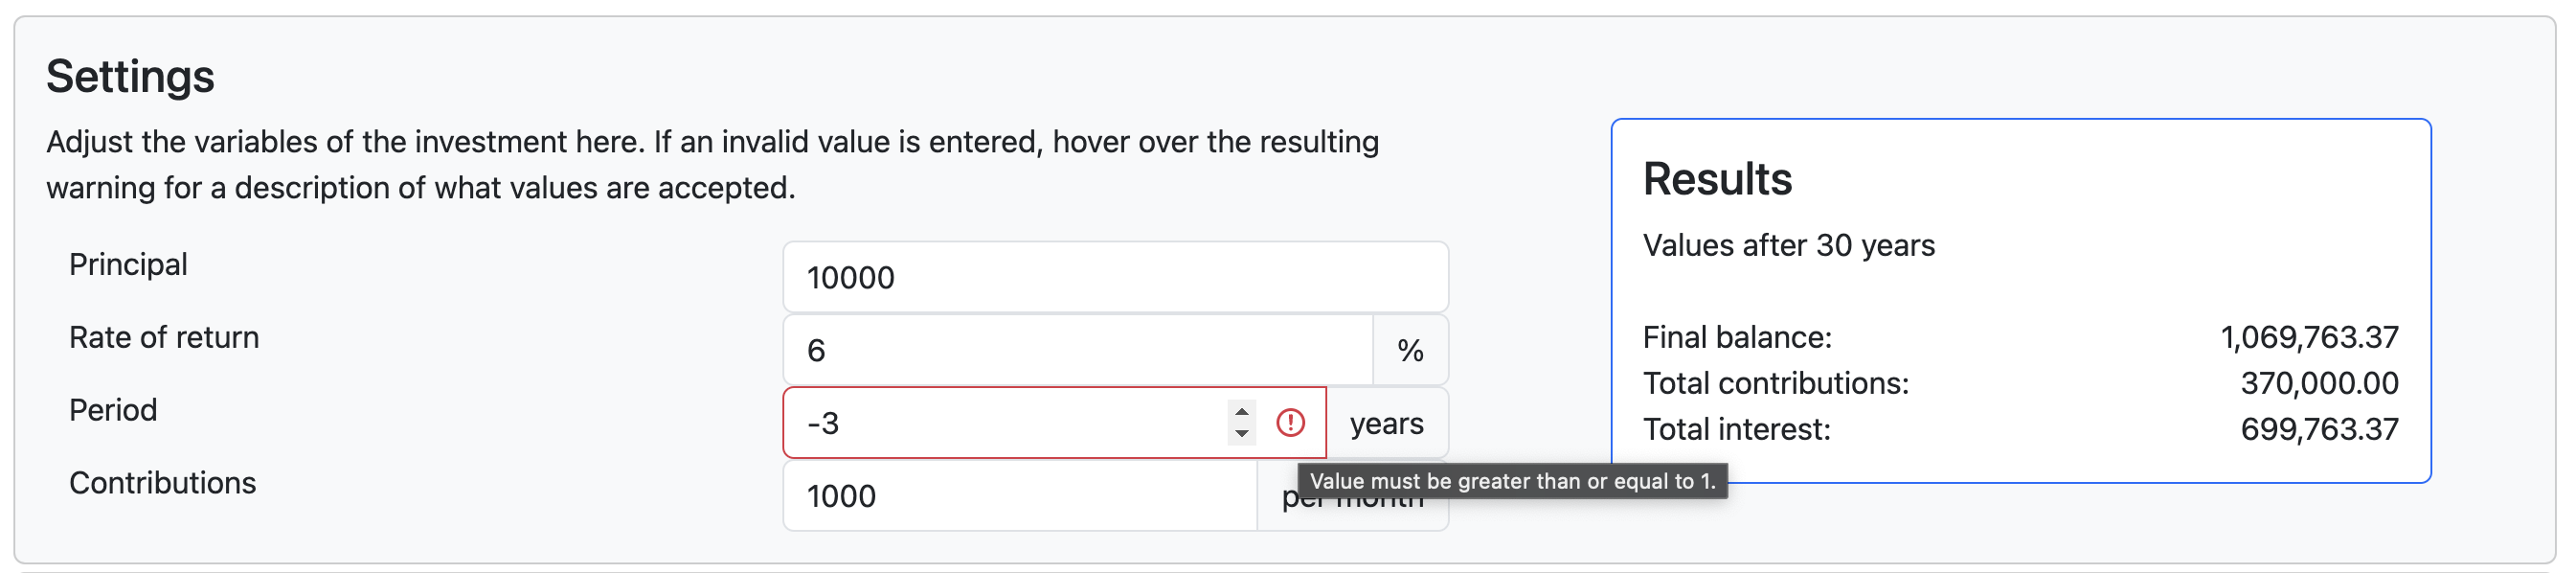 Settings
Adjust the variables of the investment here. If an invalid value is entered, hover over the resulting
warning for a description of what values are accepted.
Principal
10000
Rate of return
6
%
Period
-3
years
Contributions
1000
per month
Value must be greater than or equal to 1.
Results
Values after 30 years
Final balance:
1,069,763.37
Total contributions:
370,000.00
Total interest:
699,763.37